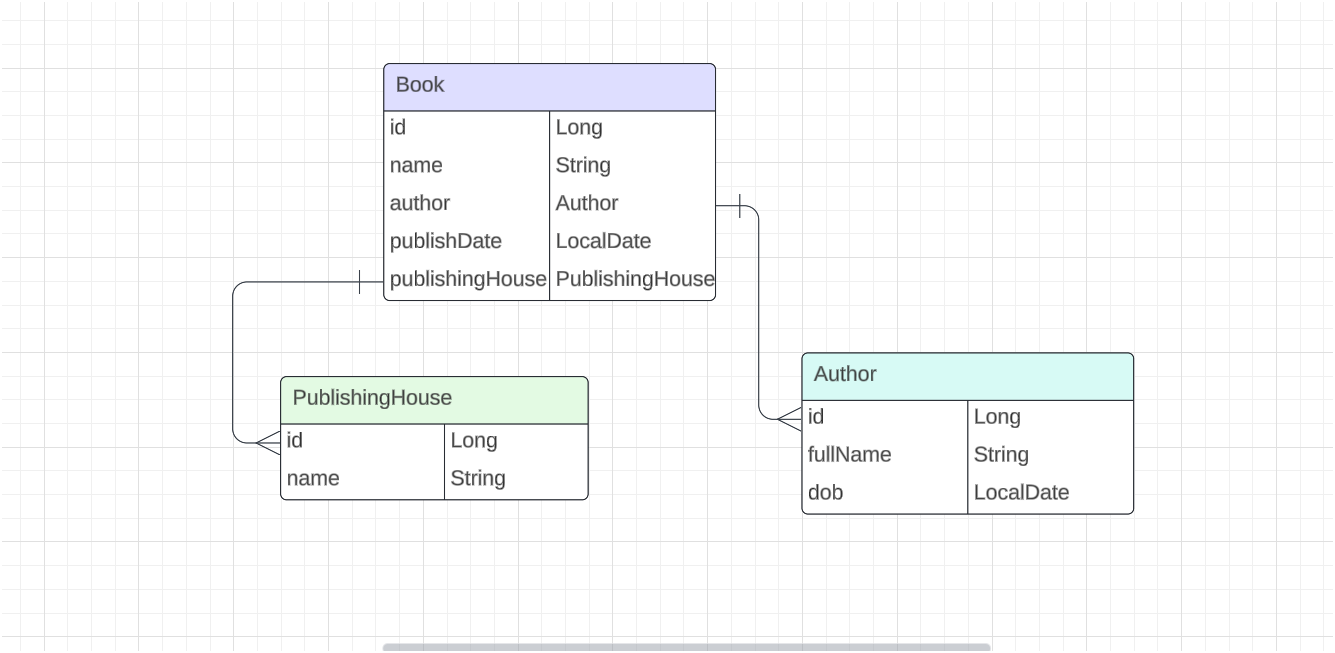 Book
id Long
name String
author Author
publishDate LocalDate
publishingHouse PublishingHouse
PublishingHouse
id Long
name String
Author
id Long
fullName String
dob LocalDate